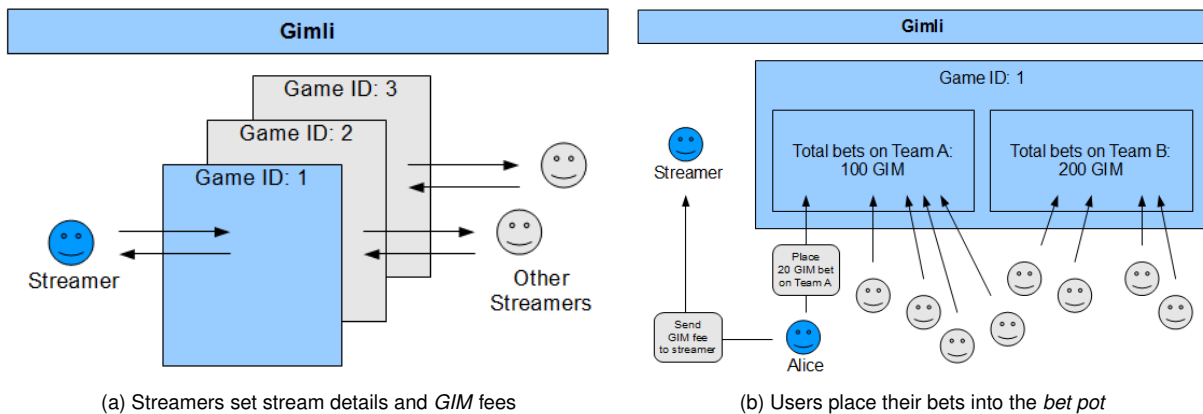 Gimli
Game ID: 3
Game ID: 2
Game ID: 1
Streamer
Other
Streamers
(a) Streamers set stream details and GIM fees
Gimli
Game ID: 1
Total bets on Team A:
100 GIM
Total bets on Team B:
200 GIM
Streamer
Place
20 GIM bet
on Team A
Send
GIM fee
to streamer
Alice
(b) Users place their bets into the bet pot